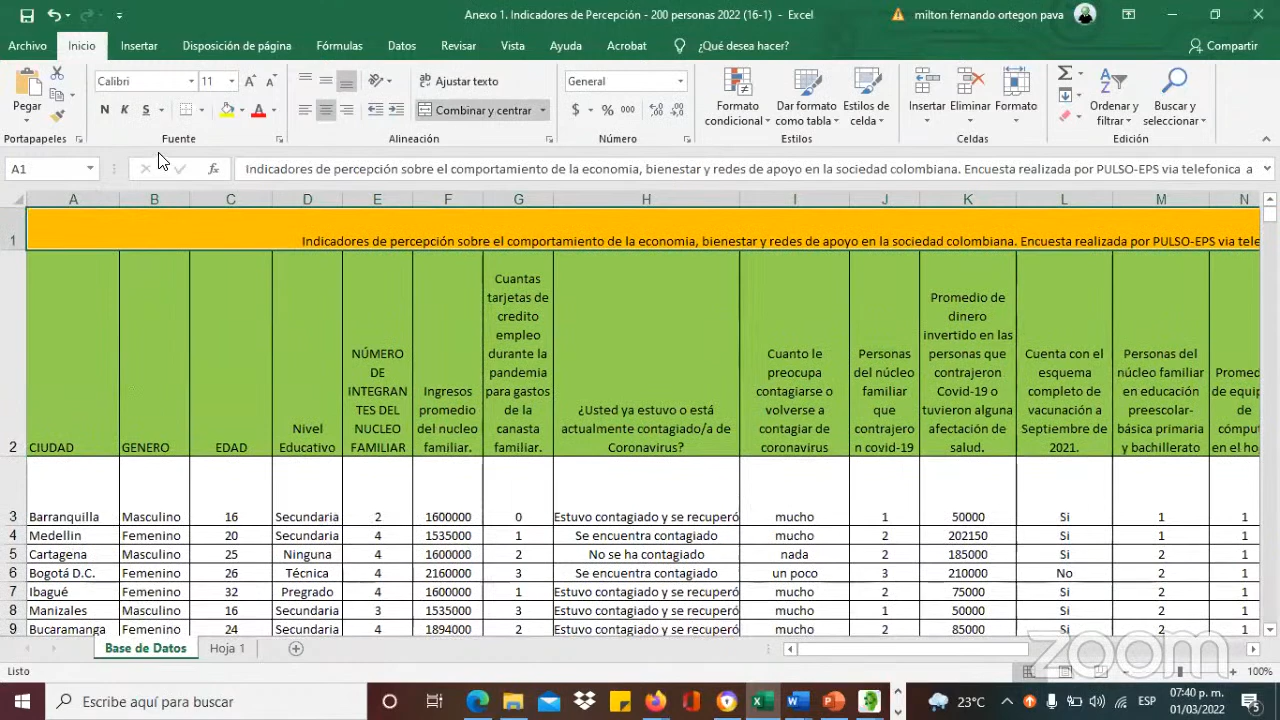 Anexo 1. Indicadores de Percepción - 200 personas 2022 (16-1) - Excel
milton fernando ortegon pava
Archivo Inicio Insertar Disposición de página Fórmulas Datos Revisar Vista Ayuda Acrobat ¿Qué desea hacer? Compartir
Pegar
Calibri 11
N K S
Ajustar texto
Combinar y centrar
General
$ % 000
Formato condicional
Dar formato como tabla
Estilos de celda
Insertar Eliminar Formato
Ordenar y filtrar
Buscar y seleccionar
Portapapeles Fuente Alineación Número Estilos Celdas Edición
A1 fx Indicadores de percepción sobre el comportamiento de la economia, bienestar y redes de apoyo en la sociedad colombiana. Encuesta realizada por PULSO-EPS via telefonica a
A B C D E F G H I J K L M N
1 Indicadores de percepción sobre el comportamiento de la economia, bienestar y redes de apoyo en la sociedad colombiana. Encuesta realizada por PULSO-EPS via tele
2
CIUDAD
GENERO
EDAD
Nivel
Educativo
NÚMERO
DE
INTEGRAN
TES DEL
NUCLEO
FAMILIAR
Ingresos
promedio
del nucleo
familiar.
Cuantas
tarjetas de
credito
empleo
durante la
pandemia
para gastos
de la
canasta
familiar.
¿Usted ya estuvo o está
actualmente contagiado/a de
Coronavirus?
Cuanto le
preocupa
contagiarse o
volverse a
contagiar de
coronavirus
Personas
del núcleo
familiar
que
contrajero
n covid-19
Promedio de
dinero
invertido en las
personas que
contrajeron
Covid-19 o
tuvieron alguna
afectación de
salud.
Cuenta con el
esquema
completo de
vacunación a
Septiembre de
2021.
Personas del
núcleo familiar
en educación
preescolar-
básica primaria
y bachillerato
Promed
de equip
de
cómpu
en el ho
3 Barranquilla Masculino 16 Secundaria 2 1600000 0 Estuvo contagiado y se recuperó mucho 1 50000 Si 1 1
4 Medellin Femenino 20 Secundaria 4 1535000 1 Se encuentra contagiado mucho 2 202150 Si 1 1
5 Cartagena Masculino 25 Ninguna 4 1600000 2 No se ha contagiado nada 2 185000 Si 2 1
6 Bogotá D.C. Femenino 26 Técnica 4 2160000 3 Se encuentra contagiado un poco 3 210000 No 2 1
7 Ibagué Femenino 32 Pregrado 4 1600000 1 Estuvo contagiado y se recuperó mucho 2 75000 Si 2 1
8 Manizales Masculino 16 Secundaria 3 1535000 3 Estuvo contagiado y se recuperó mucho 1 50000 Si 2 1
9 Bucaramanga Femenino 24 Secundaria 4 1894000 2 Estuvo contagiado y se recuperó mucho 2 85000 Si 2 1
Base de Datos Hoja 1
zoom
Listo 100%
Escribe aquí para buscar
23°C
ESP
07:40 p. m.
01/03/2022
5